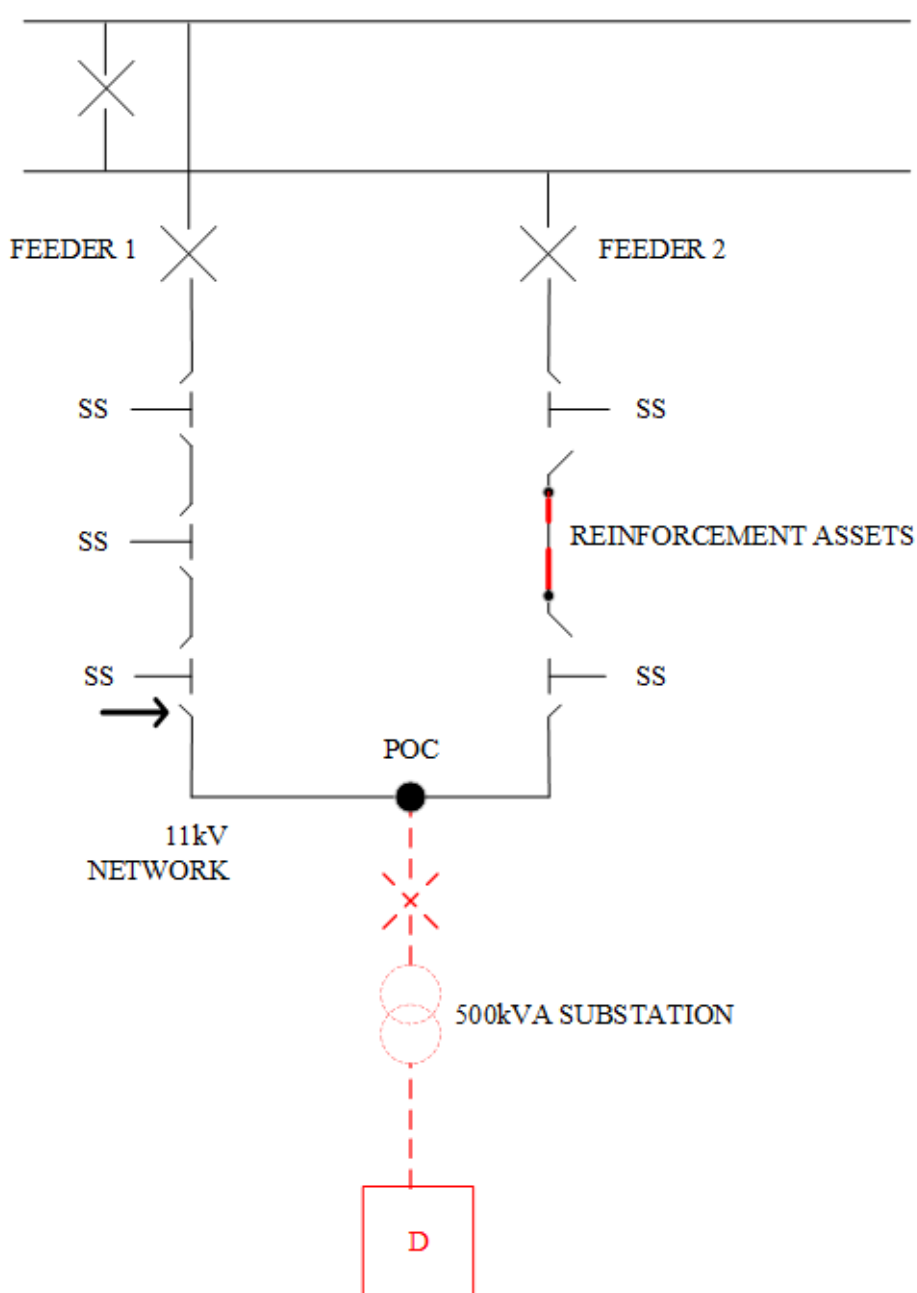 FEEDER 1
FEEDER 2
SS
SS
SS
REINFORCEMENT ASSETS
SS
SS
POC
11kV
NETWORK
500kVA SUBSTATION
D